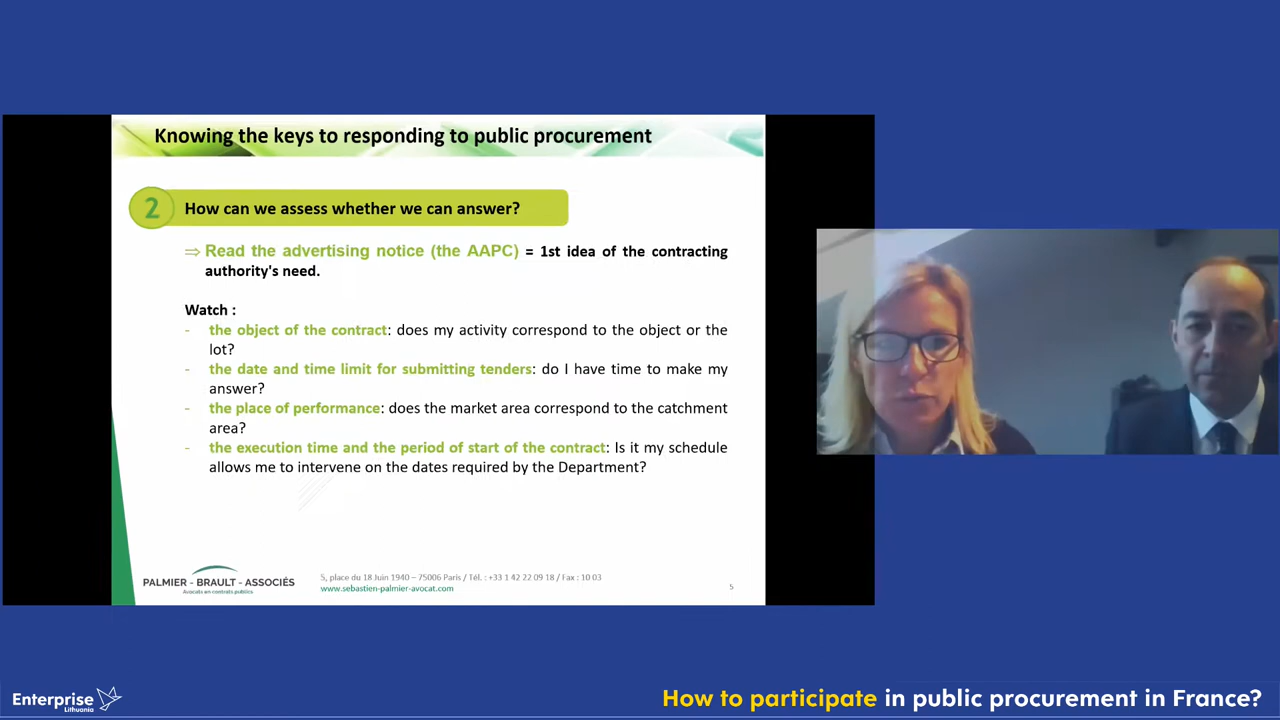 Knowing the keys to responding to public procurement
2
How can we assess whether we can answer?
⇒ Read the advertising notice (the AAPC) = 1st idea of the contracting
authority's need.
Watch :
- the object of the contract: does my activity correspond to the object or the
lot?
- the date and time limit for submitting tenders: do I have time to make my
answer?
- the place of performance: does the market area correspond to the catchment
area?
- the execution time and the period of start of the contract: Is it my schedule
allows me to intervene on the dates required by the Department?
PALMIER - BRAULT - ASSOCIÉS
Avocats en contrats publics
5, place du 18 Juin 1940 – 75006 Paris / Tél. : +33 1 42 22 09 18 / Fax : 10 03
www.sebastien-palmier-avocat.com
5
Enterprise
Lithuania
How to participate in public procurement in France?